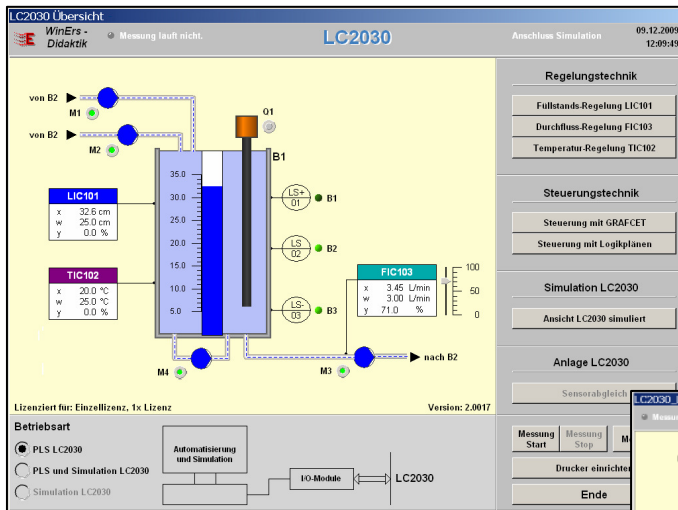 LC2030 Übersicht
WinErs -
Didaktik
Messung lauft nicht.
LC2030
Anschluss Simulation
09.12.2009
12:09:49
von B2
M1
von B2
M2
Q1
B1
35.0
30.0
25.0
20.0
15.0
10.0
5.0
LS+
01
B1
LS
02
B2
LS-
03
B3
LIC101
x 32.6 cm
w 25.0 cm
y 0.0 %
TIC102
x 20.0 °C
w 25.0 °C
y 0.0 %
FIC103
x 3.45 L/min
w 3.00 L/min
y 71.0 %
100
50
0
M4
M3
nach B2
Lizenziert für: Einzellizenz, 1x Lizenz
Version: 2.0017
Regelungstechnik
Füllstands-Regelung LIC101
Durchfluss-Regelung FIC103
Temperatur-Regelung TIC102
Steuerungstechnik
Steuerung mit GRAFCET
Steuerung mit Logikplänen
Simulation LC2030
Ansicht LC2030 simuliert
Anlage LC2030
Sensorabgleich
Betriebsart
PLS LC2030
PLS und Simulation LC2030
Simulation LC2030
Automatisierung
und Simulation
I/O-Module
LC2030
Messung
Start
Messung
Stop
Drucker einrichten
Ende
LC2030